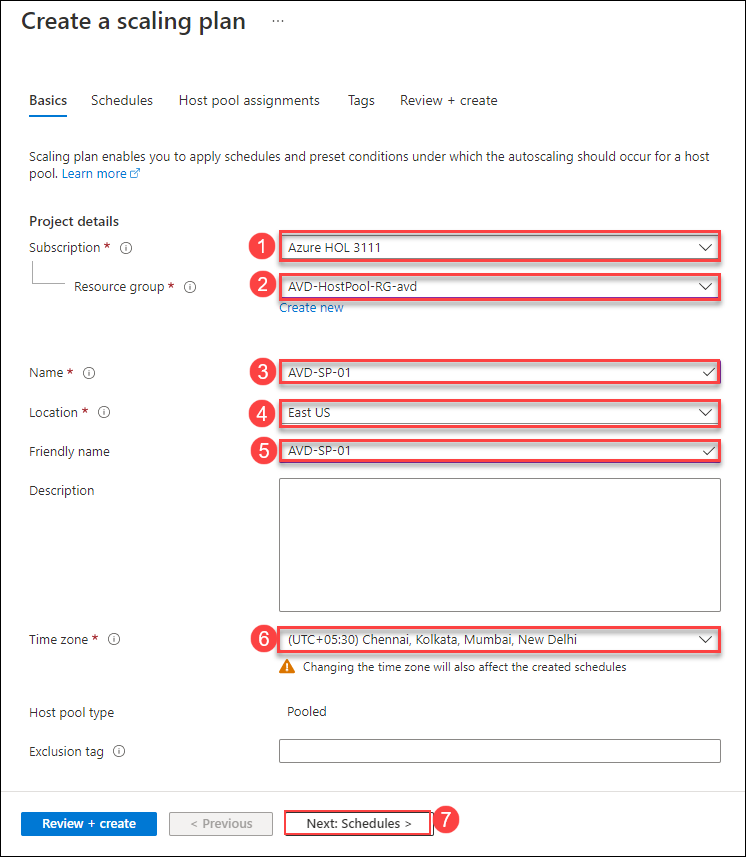 Create a scaling plan ...
Basics Schedules Host pool assignments Tags Review + create
Scaling plan enables you to apply schedules and preset conditions under which the autoscaling should occur for a host
pool. Learn more
Project details
Subscription * 1 Azure HOL 3111
Resource group * 2 AVD-HostPool-RG-avd
Create new
Name * 3 AVD-SP-01
Location * 4 East US
Friendly name 5 AVD-SP-01
Description
Time zone * 6 (UTC+05:30) Chennai, Kolkata, Mumbai, New Delhi
Changing the time zone will also affect the created schedules
Host pool type Pooled
Exclusion tag
Review + create < Previous Next: Schedules > 7